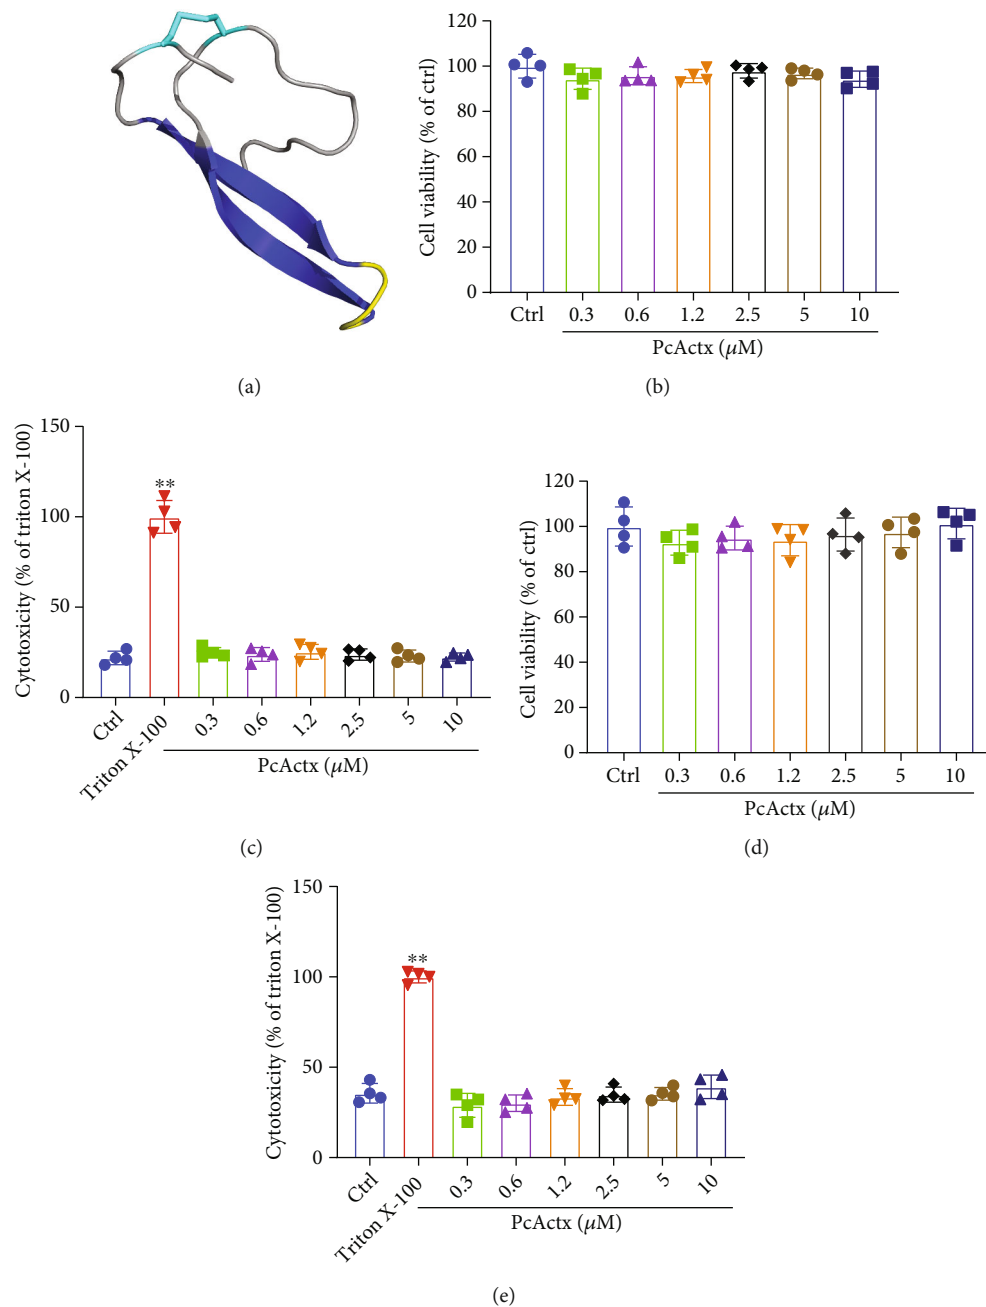 (a)
120
100
80
60
40
20
0
Cell viability (% of ctrl)
Ctrl 0.3 0.6 1.2 2.5 5 10
PcActx (μM)
(b)
150
100
50
0
Cytotoxicity (% of triton X-100)
**
Ctrl Triton X-100 0.3 0.6 1.2 2.5 5 10
PcActx (μM)
(c)
120
100
80
60
40
20
0
Cell viability (% of ctrl)
Ctrl 0.3 0.6 1.2 2.5 5 10
PcActx (μM)
(d)
150
100
50
0
Cytotoxicity (% of triton X-100)
**
Ctrl Triton X-100 0.3 0.6 1.2 2.5 5 10
PcActx (μM)
(e)